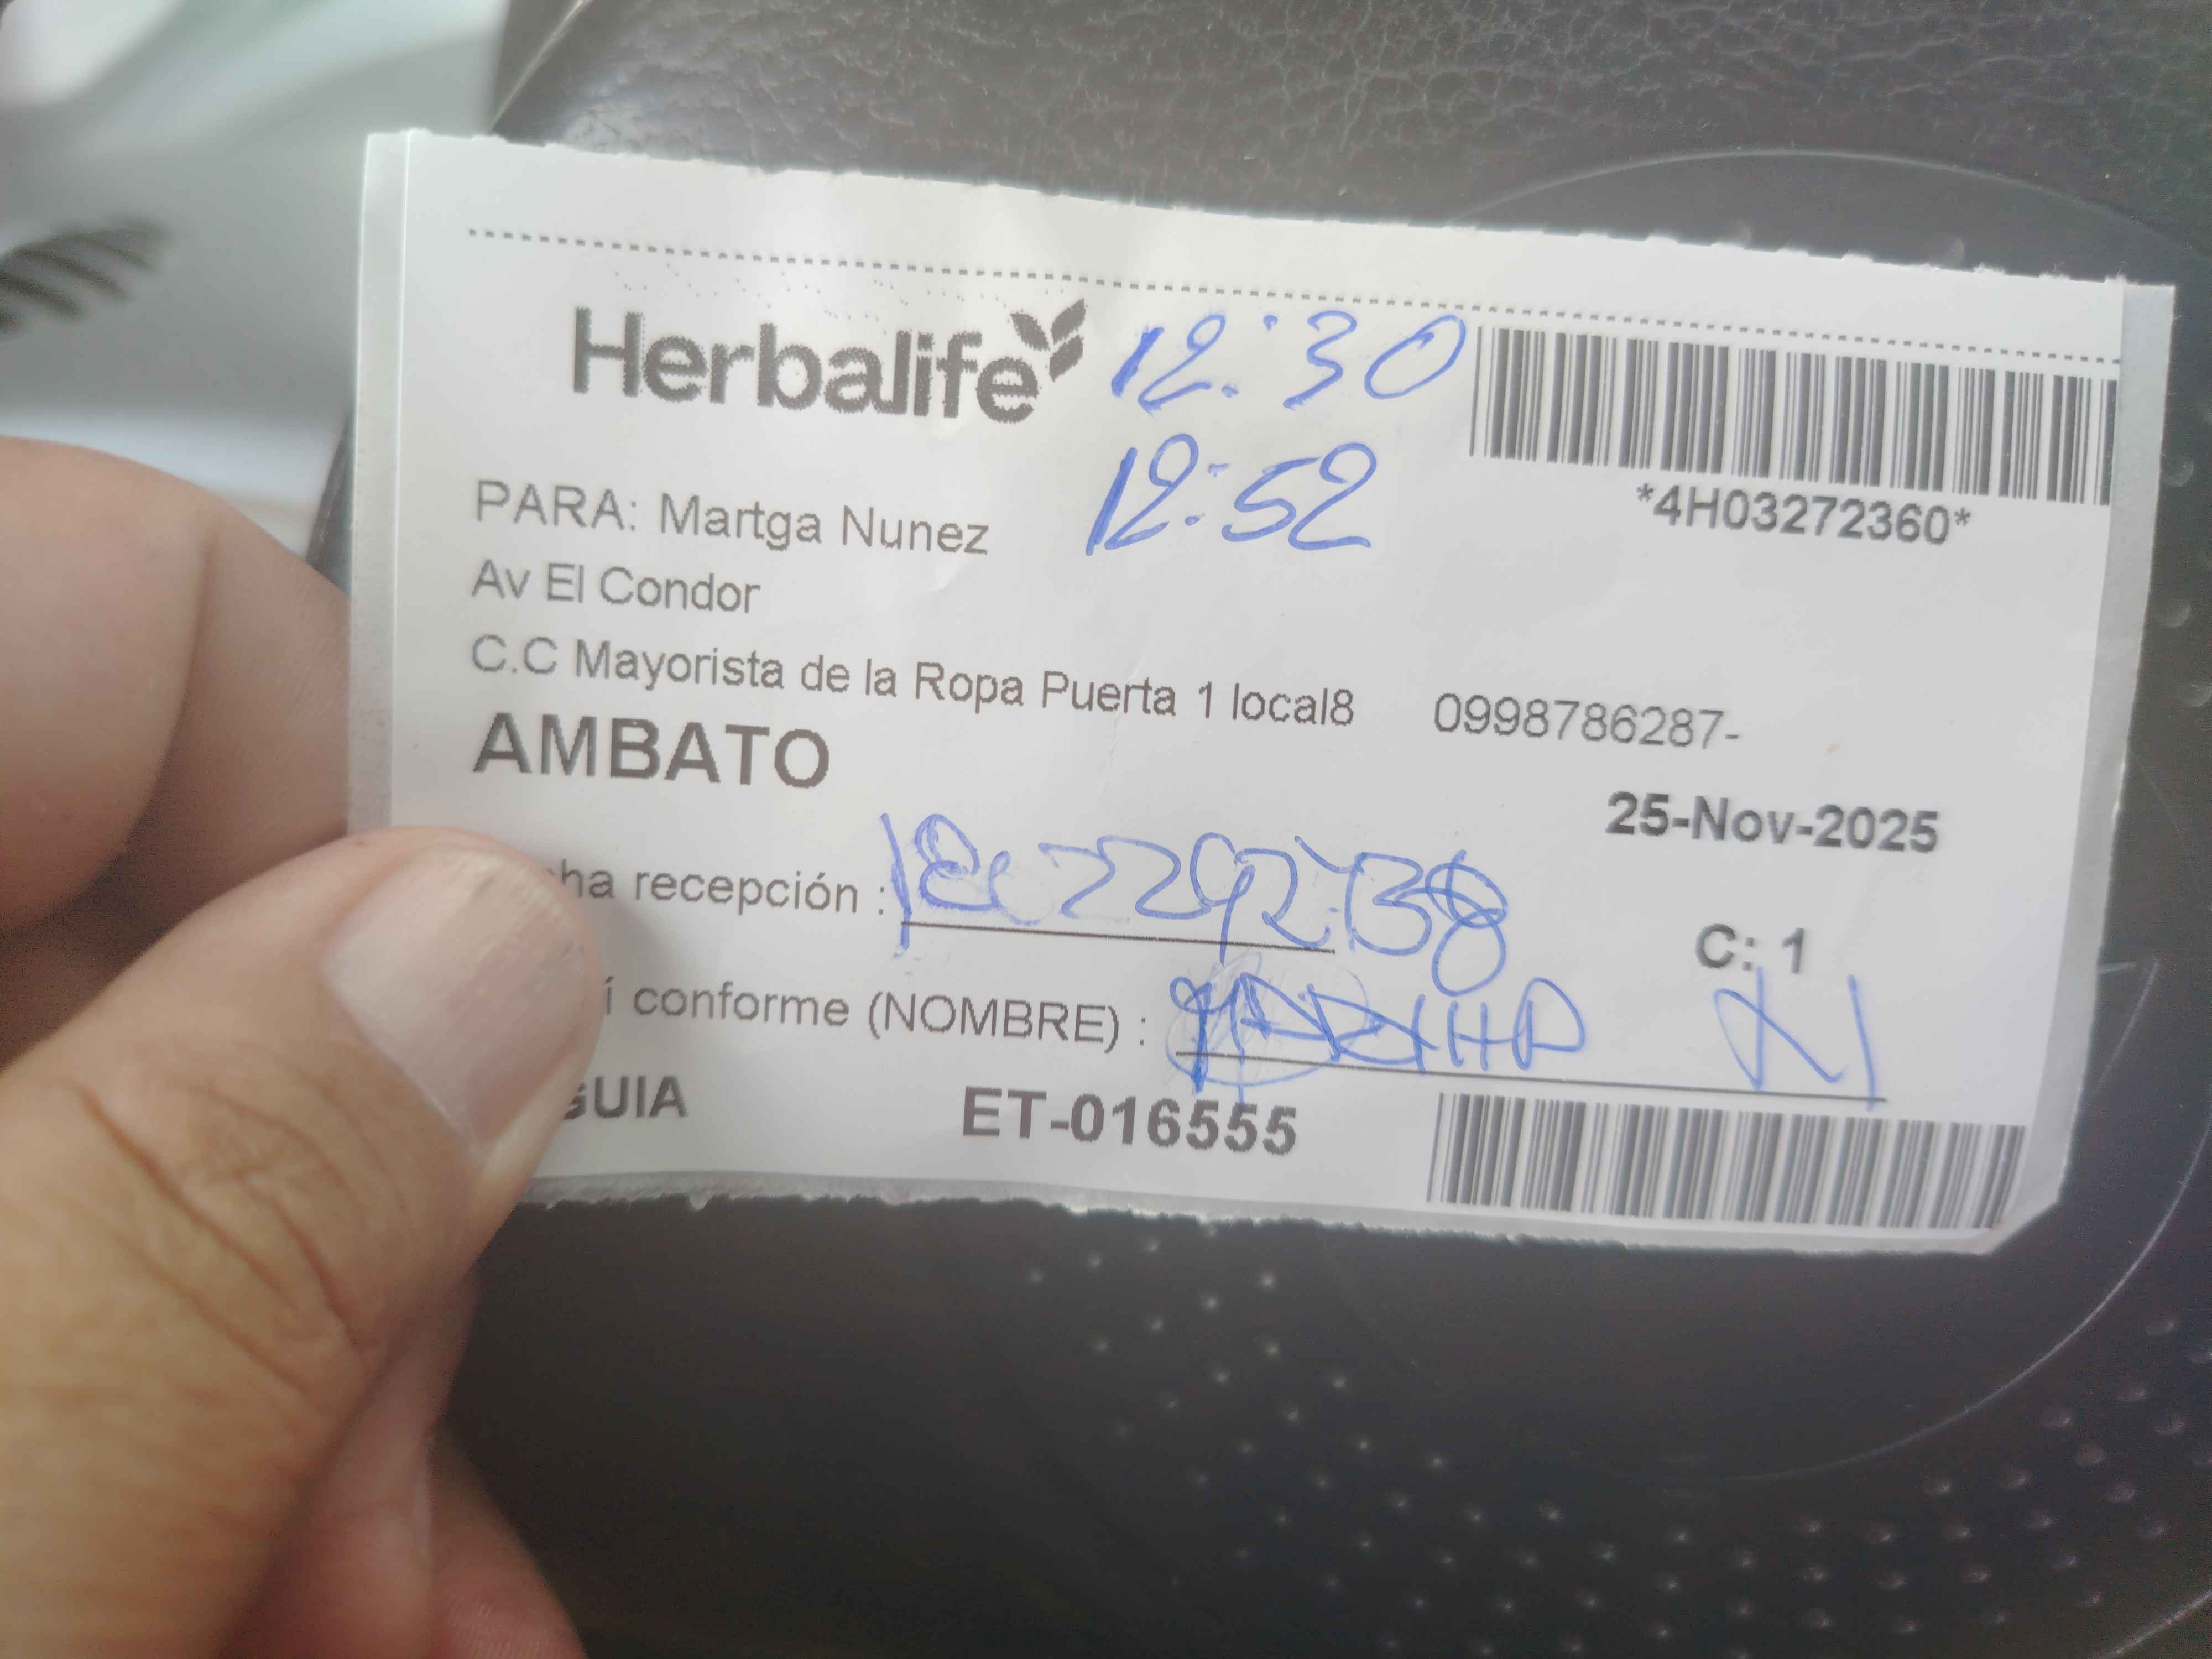 Herbalife
12:30
12:52
*4H03272360*
PARA: Martga Nunez
Av El Condor
C.C Mayorista de la Ropa Puerta 1 local8 0998786287-
AMBATO
25-Nov-2025
ha recepción :
C: 1
í conforme (NOMBRE) :
GUIA ET-016555